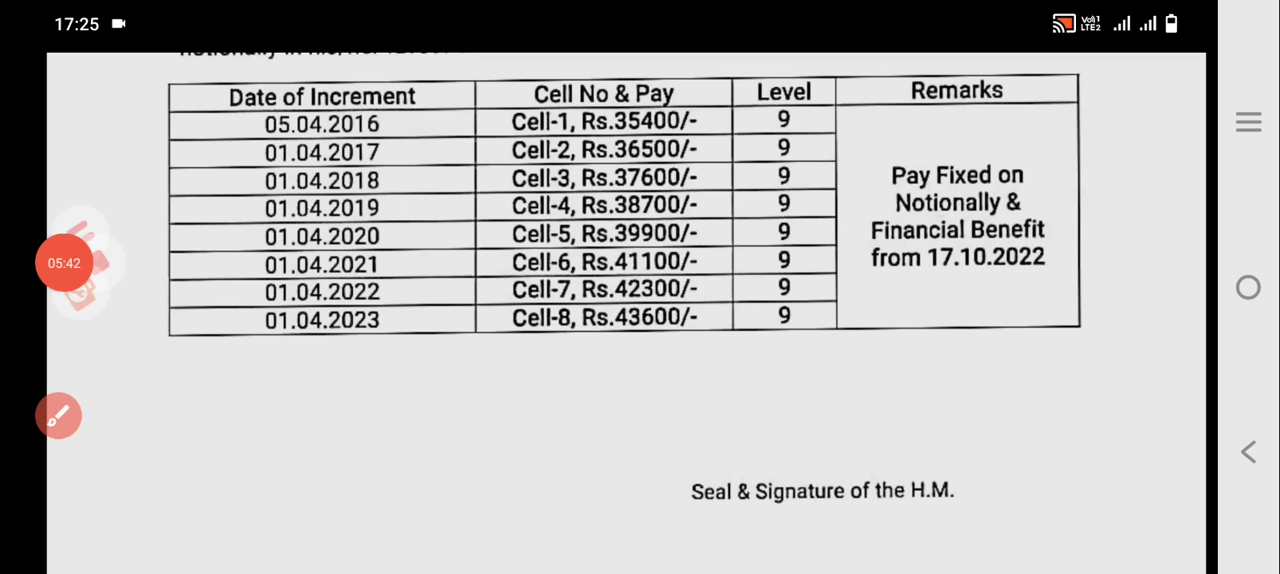 17:25
Vo)) 1
LTE2
Date of Increment Cell No & Pay Level Remarks
05.04.2016 Cell-1, Rs.35400/- 9
01.04.2017 Cell-2, Rs.36500/- 9
01.04.2018 Cell-3, Rs.37600/- 9
01.04.2019 Cell-4, Rs.38700/- 9
01.04.2020 Cell-5, Rs.39900/- 9
01.04.2021 Cell-6, Rs.41100/- 9
01.04.2022 Cell-7, Rs.42300/- 9
01.04.2023 Cell-8, Rs.43600/- 9
Pay Fixed on
Notionally &
Financial Benefit
from 17.10.2022
05:42
Seal & Signature of the H.M.